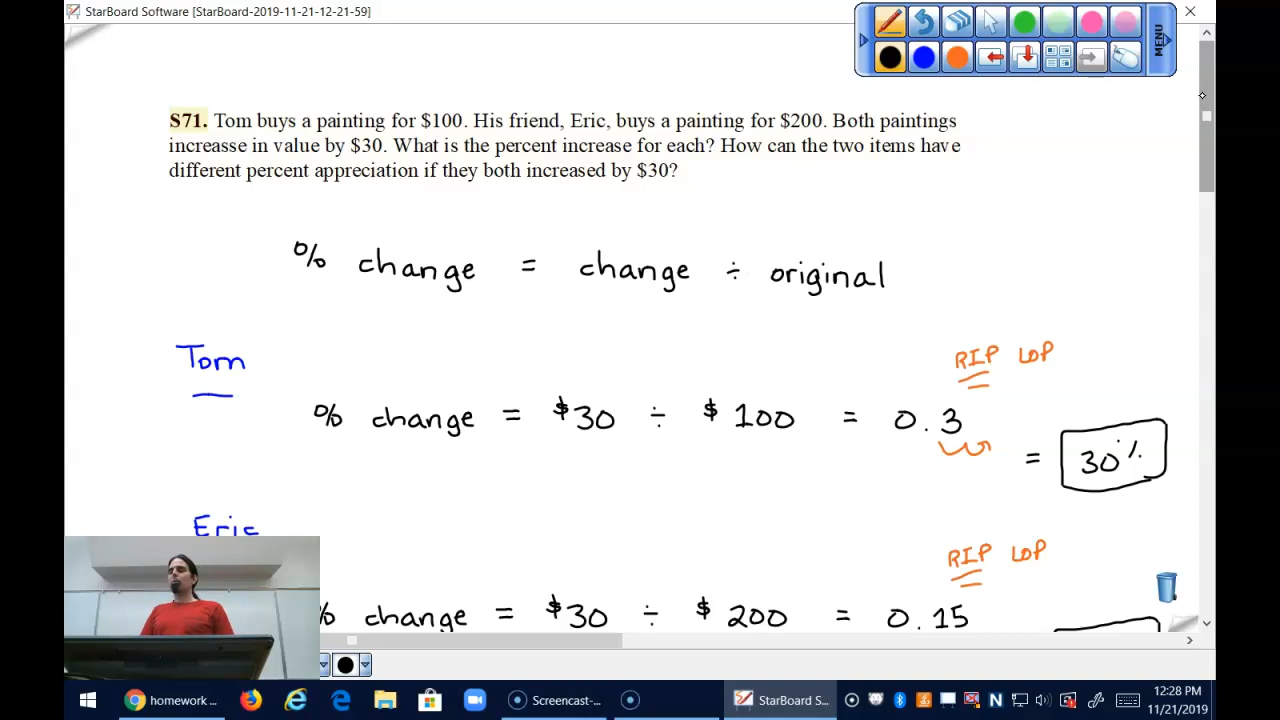 StarBoard Software [StarBoard-2019-11-21-12-21-59]
MENU
S71. Tom buys a painting for $100. His friend, Eric, buys a painting for $200. Both paintings
increasse in value by $30. What is the percent increase for each? How can the two items have
different percent appreciation if they both increased by $30?
% change = change ÷ original
Tom
RIP LOP
% change = $30 ÷ $100 = 0.3
= 30%
Eric
RIP LOP
% change = $30 ÷ $200 = 0.15
homework ...
Screencast-...
StarBoard S...
N
12:28 PM
11/21/2019